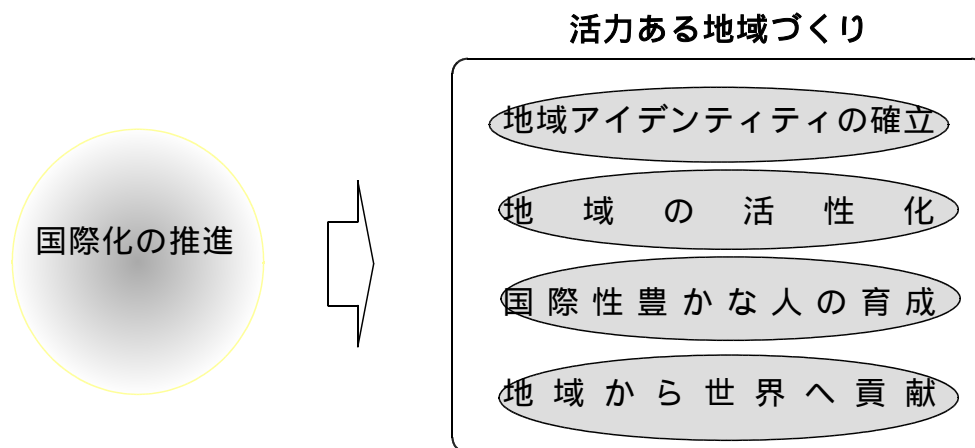 活力ある地域づくり
地域アイデンティティの確立
地域の活性化
国際化の推進
国際性豊かな人の育成
地域から世界へ貢献